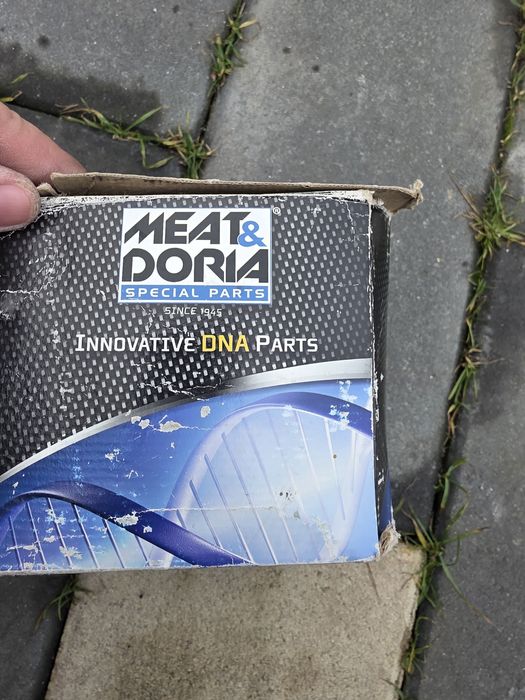 MEAT&
DORIA
®
SPECIAL PARTS
SINCE 1945
INNOVATIVE DNA PARTS